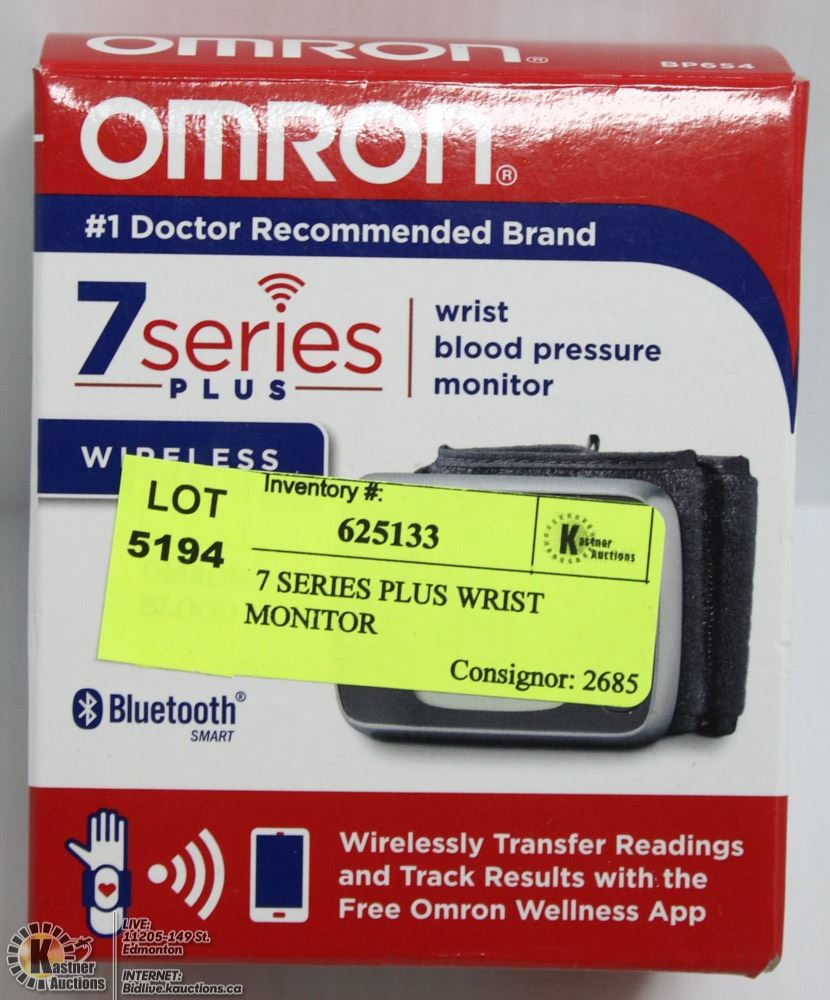 OMRON®
BP654
OMRON®
#1 Doctor Recommended Brand
7 series
PLUS
wrist
blood pressure
monitor
WIRELESS
LOT
5194
Inventory #:
625133
Kastner
Auctions
7 SERIES PLUS WRIST
MONITOR
Consignor: 2685
Bluetooth®
SMART
Wirelessly Transfer Readings
and Track Results with the
Free Omron Wellness App
Kastner
Auctions
LIVE:
11205-149 St.
Edmonton
INTERNET:
Bidlive.kauctions.ca